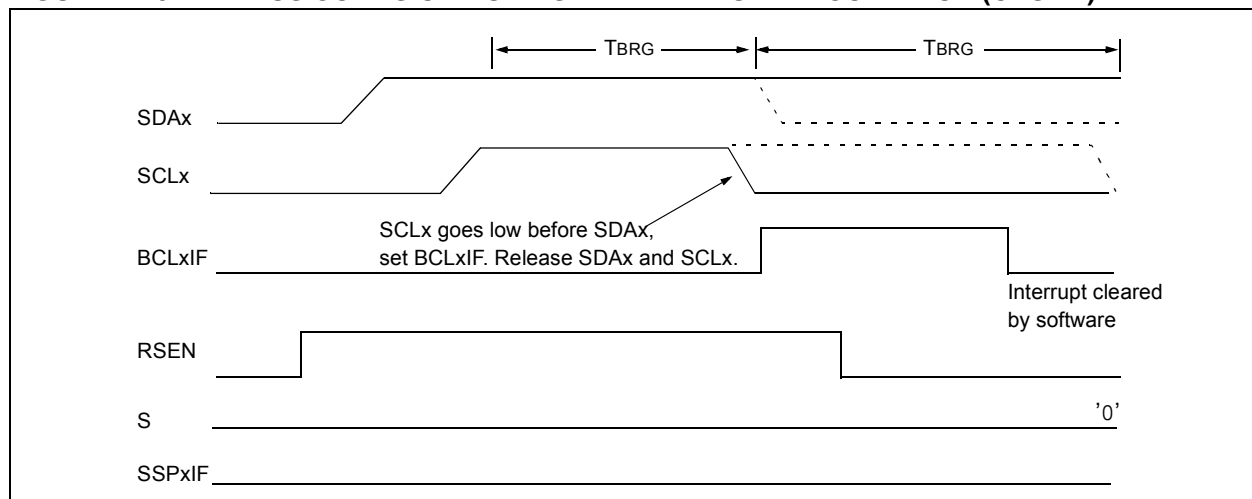 TBRG
TBRG
SDAx
SCLx
SCLx goes low before SDAx,
set BCLxIF. Release SDAx and SCLx.
BCLxIF
Interrupt cleared
by software
RSEN
S
'0'
SSPxIF